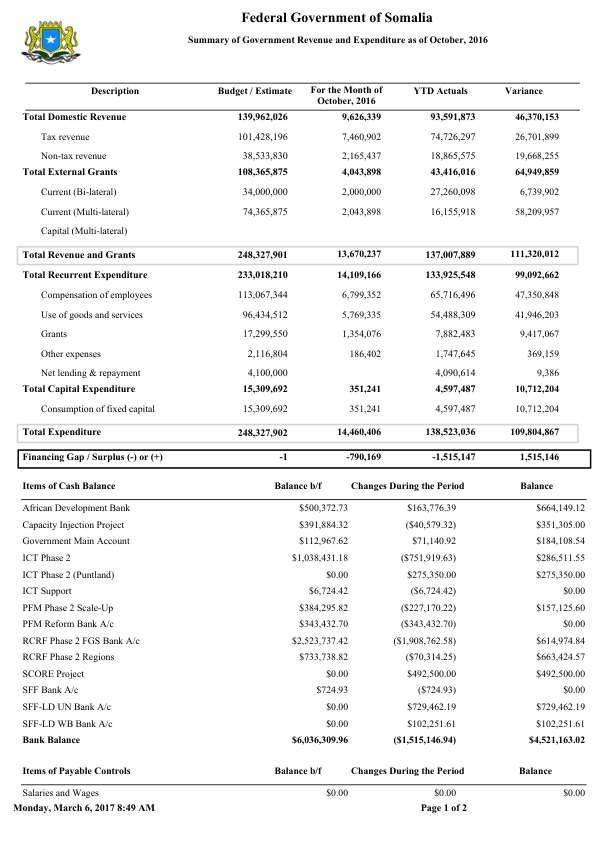 Federal Government of Somalia
Summary of Government Revenue and Expenditure as of October, 2016
Description Budget / Estimate For the Month of October, 2016 YTD Actuals Variance
Total Domestic Revenue 139,962,026 9,626,339 93,591,873 46,370,153
Tax revenue 101,428,196 7,460,902 74,726,297 26,701,899
Non-tax revenue 38,533,830 2,165,437 18,865,575 19,668,255
Total External Grants 108,365,875 4,043,898 43,416,016 64,949,859
Current (Bi-lateral) 34,000,000 2,000,000 27,260,098 6,739,902
Current (Multi-lateral) 74,365,875 2,043,898 16,155,918 58,209,957
Capital (Multi-lateral)
Total Revenue and Grants 248,327,901 13,670,237 137,007,889 111,320,012
Total Recurrent Expenditure 233,018,210 14,109,166 133,925,548 99,092,662
Compensation of employees 113,067,344 6,799,352 65,716,496 47,350,848
Use of goods and services 96,434,512 5,769,335 54,488,309 41,946,203
Grants 17,299,550 1,354,076 7,882,483 9,417,067
Other expenses 2,116,804 186,402 1,747,645 369,159
Net lending & repayment 4,100,000 4,090,614 9,386
Total Capital Expenditure 15,309,692 351,241 4,597,487 10,712,204
Consumption of fixed capital 15,309,692 351,241 4,597,487 10,712,204
Total Expenditure 248,327,902 14,460,406 138,523,036 109,804,867
Financing Gap / Surplus (-) or (+) -1 -790,169 -1,515,147 1,515,146
Items of Cash Balance Balance b/f Changes During the Period Balance
African Development Bank $500,372.73 $163,776.39 $664,149.12
Capacity Injection Project $391,884.32 ($40,579.32) $351,305.00
Government Main Account $112,967.62 $71,140.92 $184,108.54
ICT Phase 2 $1,038,431.18 ($751,919.63) $286,511.55
ICT Phase 2 (Puntland) $0.00 $275,350.00 $275,350.00
ICT Support $6,724.42 ($6,724.42) $0.00
PFM Phase 2 Scale-Up $384,295.82 ($227,170.22) $157,125.60
PFM Reform Bank A/c $343,432.70 ($343,432.70) $0.00
RCRF Phase 2 FGS Bank A/c $2,523,737.42 ($1,908,762.58) $614,974.84
RCRF Phase 2 Regions $733,738.82 ($70,314.25) $663,424.57
SCORE Project $0.00 $492,500.00 $492,500.00
SFF Bank A/c $724.93 ($724.93) $0.00
SFF-LD UN Bank A/c $0.00 $729,462.19 $729,462.19
SFF-LD WB Bank A/c $0.00 $102,251.61 $102,251.61
Bank Balance $6,036,309.96 ($1,515,146.94) $4,521,163.02
Items of Payable Controls Balance b/f Changes During the Period Balance
Salaries and Wages $0.00 $0.00 $0.00
Monday, March 6, 2017 8:49 AM Page 1 of 2